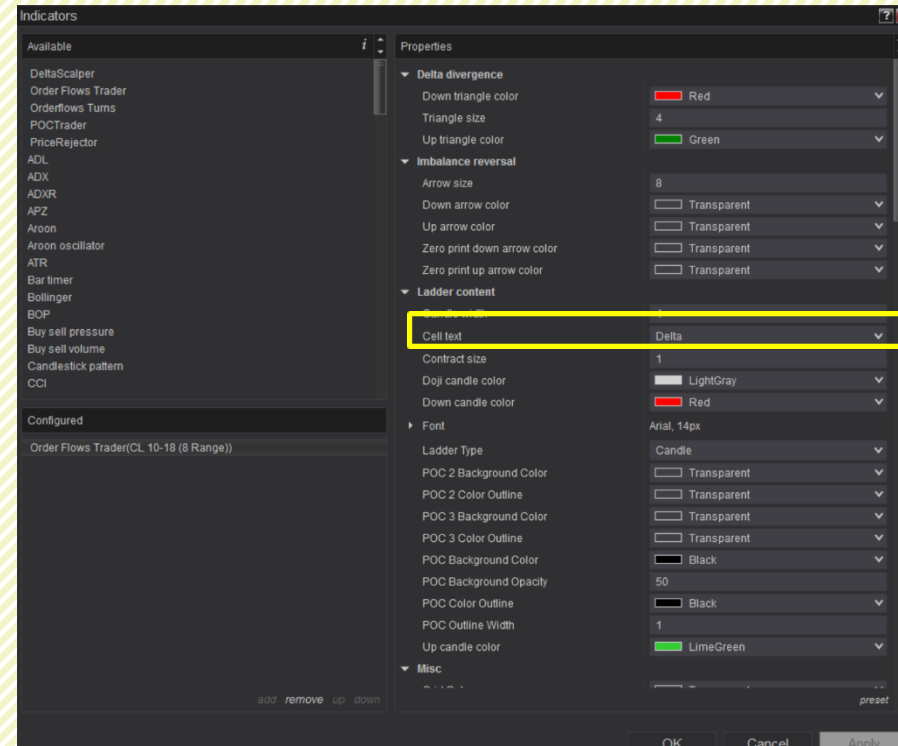 Indicators ?
Available i
DeltaScalper
Order Flows Trader
Orderflows Turns
POCTrader
PriceRejector
ADL
ADX
ADXR
APZ
Aroon
Aroon oscillator
ATR
Bar timer
Bollinger
BOP
Buy sell pressure
Buy sell volume
Candlestick pattern
CCI
Configured
Order Flows Trader(CL 10-18 (8 Range))
add remove up down
Properties
Delta divergence
Down triangle color Red
Triangle size 4
Up triangle color Green
Imbalance reversal
Arrow size 8
Down arrow color Transparent
Up arrow color Transparent
Zero print down arrow color Transparent
Zero print up arrow color Transparent
Ladder content
Cell text Delta
Contract size 1
Doji candle color LightGray
Down candle color Red
Font Arial, 14px
Ladder Type Candle
POC 2 Background Color Transparent
POC 2 Color Outline Transparent
POC 3 Background Color Transparent
POC 3 Color Outline Transparent
POC Background Color Black
POC Background Opacity 50
POC Color Outline Black
POC Outline Width 1
Up candle color LimeGreen
Misc
preset
OK Cancel Apply